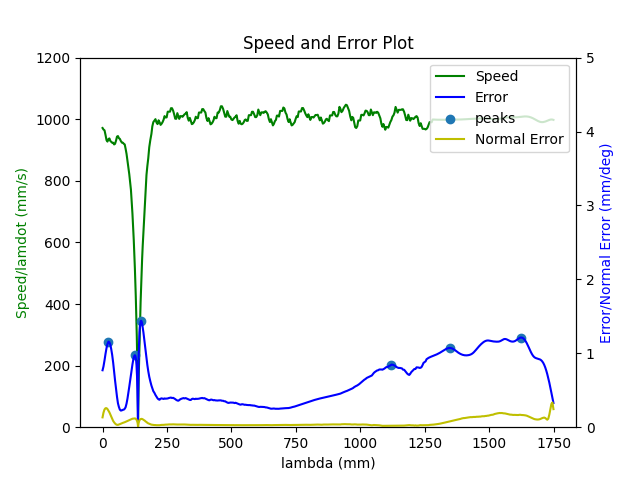 Speed and Error Plot
1200
1000
800
600
400
200
0
Speed/lamdot (mm/s)
5
4
3
2
1
0
Error/Normal Error (mm/deg)
Speed
Error
peaks
Normal Error
0 250 500 750 1000 1250 1500 1750
lambda (mm)